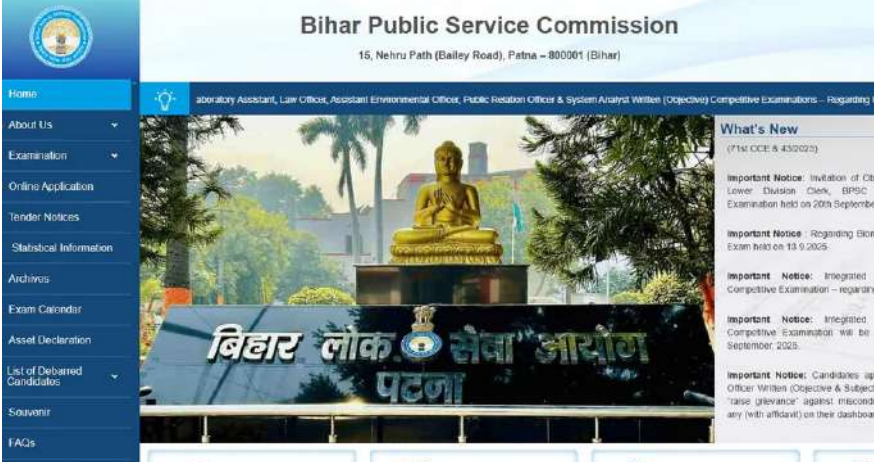 Bihar Public Service Commission
15, Nehru Path (Bailey Road), Patna – 800001 (Bihar)
Home
About Us
Examination
Online Application
Tender Notices
Statistical Information
Archives
Exam Calendar
Asset Declaration
List of Debarred
Candidates
Souvenir
FAQs
aboratory Assistant, Law Officer, Assistant Environmental Officer, Public Relation Officer & System Analyst Written (Objective) Competitive Examinations – Regarding
बिहार लोक सेवा आयोग
पटना
What's New
(71st CCE & 43/2025)
Important Notice: Invitation of
Lower Division Clerk, BPSC
Examination held on 20th
Important Notice : Regarding
Exam held on 13.9.2025.
Important Notice: Integrated
Competitive Examination – regarding
Important Notice: Integrated
Competitive Examination will be
September, 2025.
Important Notice: Candidates
Officer Written (Objective &
"raise grievance" against
any (with affidavit) on their